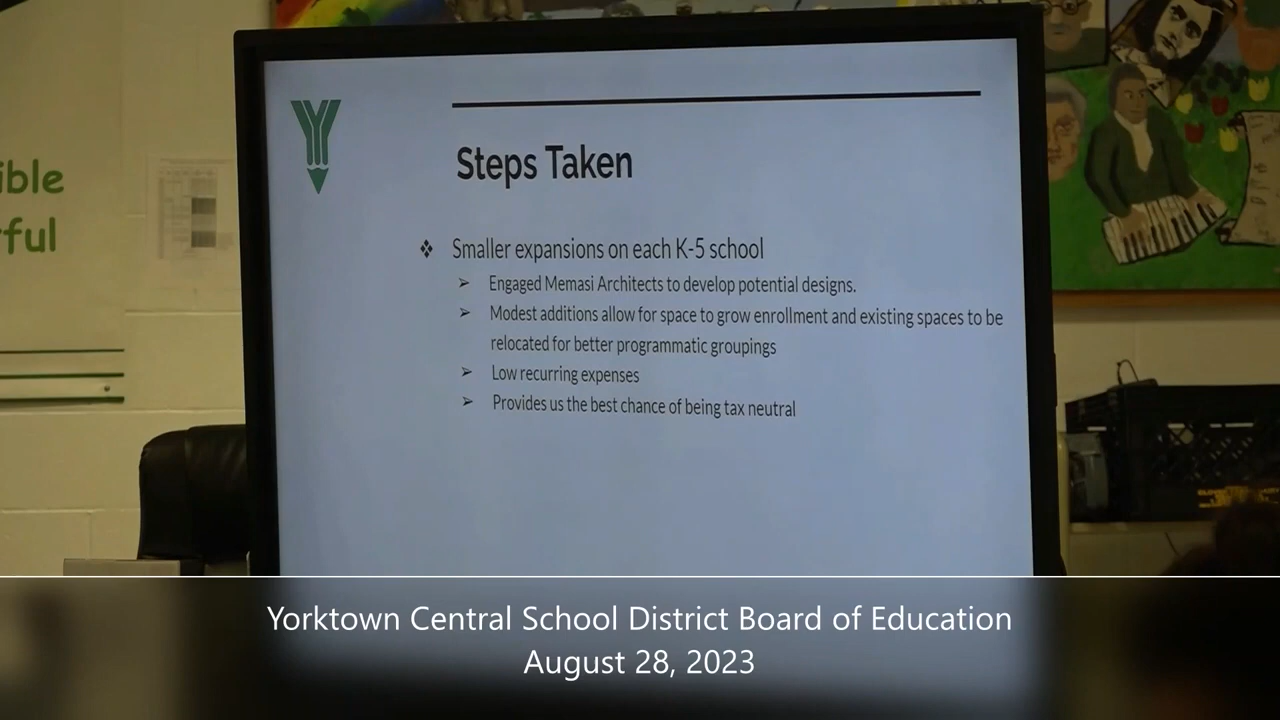 ible
rful
Y
Steps Taken
❖ Smaller expansions on each K-5 school
➢ Engaged Memasi Architects to develop potential designs.
➢ Modest additions allow for space to grow enrollment and existing spaces to be
relocated for better programmatic groupings
➢ Low recurring expenses
➢ Provides us the best chance of being tax neutral
Yorktown Central School District Board of Education
August 28, 2023